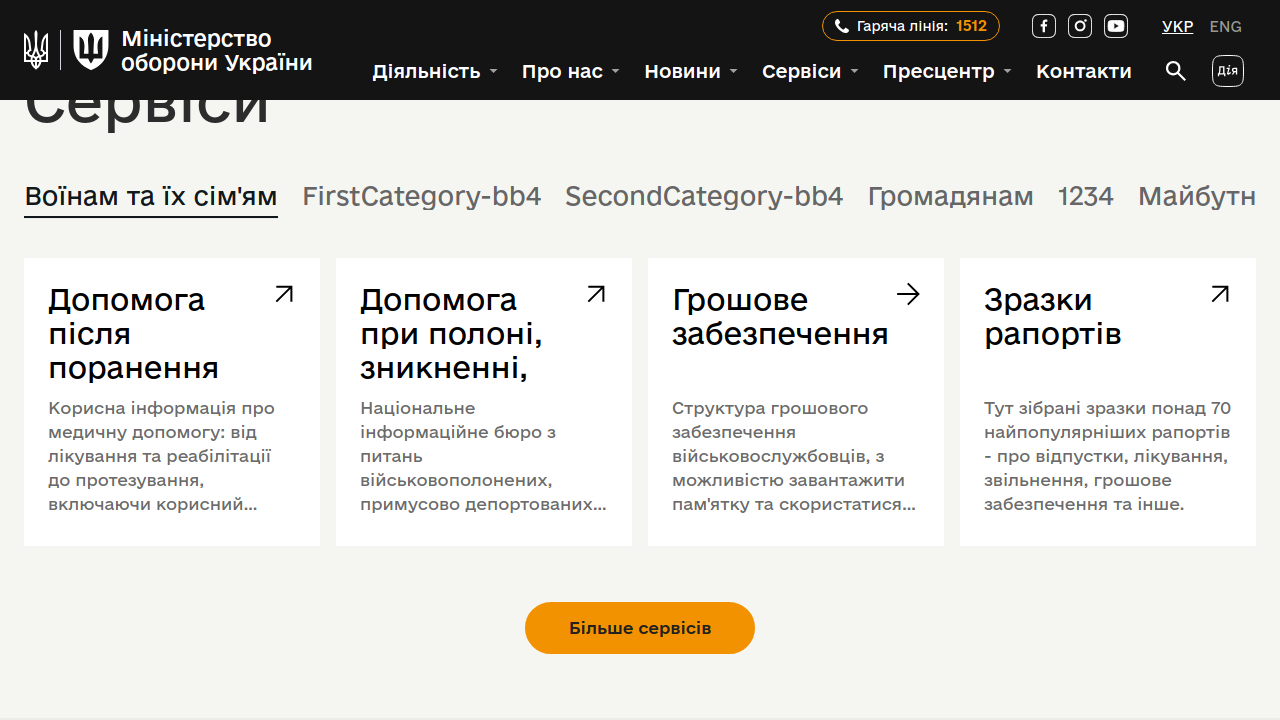 Міністерство
оборони України
Гаряча лінія: 1512
УКР ENG
Діяльність Про нас Новини Сервіси Пресцентр Контакти
Дія
Сервіси
Воїнам та їх сім'ям FirstCategory-bb4 SecondCategory-bb4 Громадянам 1234 Майбутн
Допомога
після
поранення
Корисна інформація про
медичну допомогу: від
лікування та реабілітації
до протезування,
включаючи корисний...
Допомога
при полоні,
зникненні,
Національне
інформаційне бюро з
питань
військовополонених,
примусово депортованих...
Грошове
забезпечення
Структура грошового
забезпечення
військовослужбовців, з
можливістю завантажити
пам'ятку та скористатися...
Зразки
рапортів
Тут зібрані зразки понад 70
найпопулярніших рапортів
- про відпустки, лікування,
звільнення, грошове
забезпечення та інше.
Більше сервісів